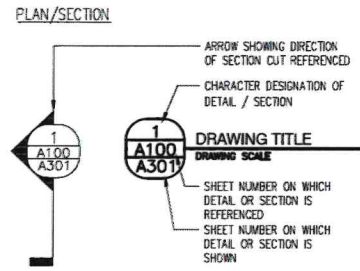 PLAN/SECTION
ARROW SHOWING DIRECTION
OF SECTION CUT REFERENCED
CHARACTER DESIGNATION OF
DETAIL / SECTION
1
A100
A301
1
A100
A301
DRAWING TITLE
DRAWING SCALE
SHEET NUMBER ON WHICH
DETAIL OR SECTION IS
REFERENCED
SHEET NUMBER ON WHICH
DETAIL OR SECTION IS
SHOWN